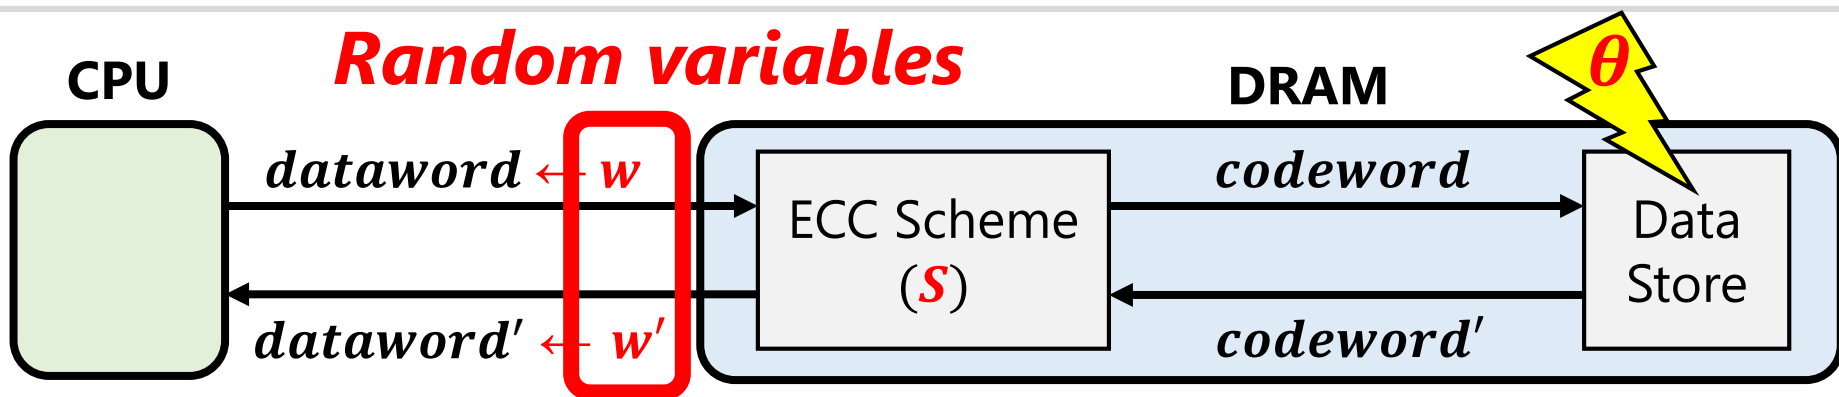 Random variables
CPU
DRAM
θ
dataword ← w
codeword
ECC Scheme
(S)
Data
Store
dataword′ ← w′
codeword′